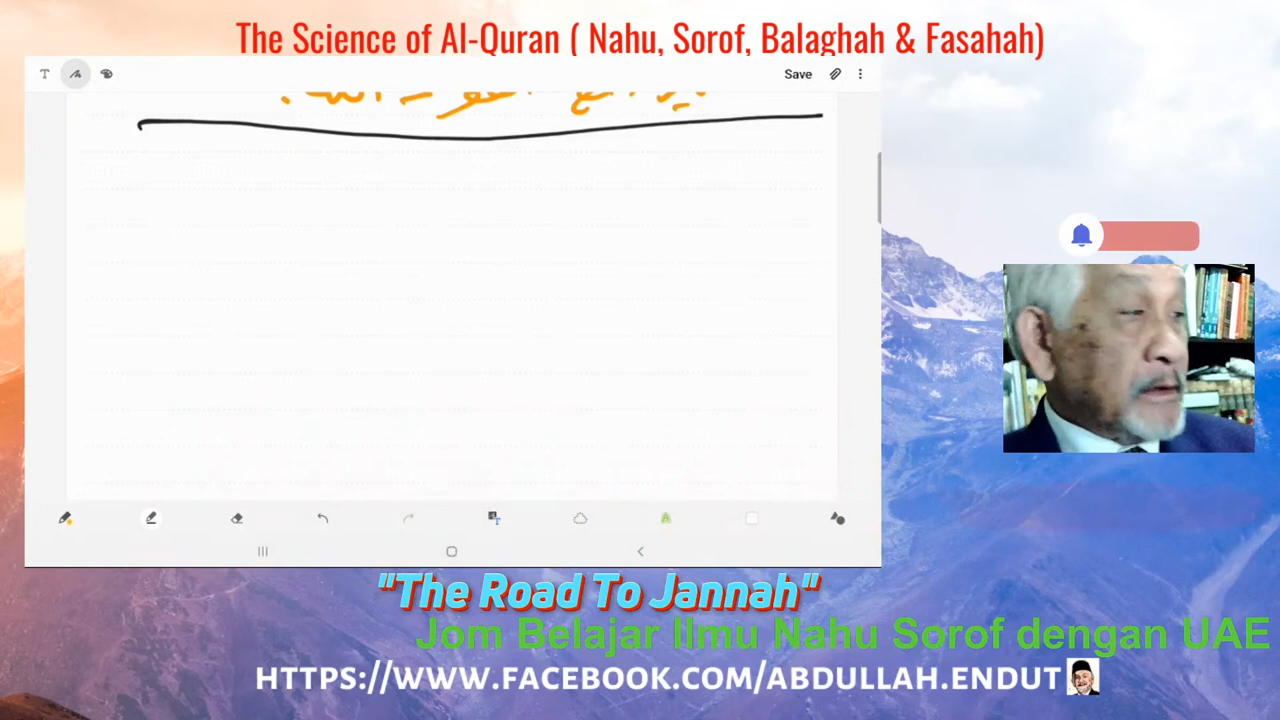 The Science of Al-Quran ( Nahu, Sorof, Balaghah & Fasahah)
T
Save
"The Road To Jannah"
Jom Belajar Ilmu Nahu Sorof dengan UAE
HTTPS://WWW.FACEBOOK.COM/ABDULLAH.ENDUT